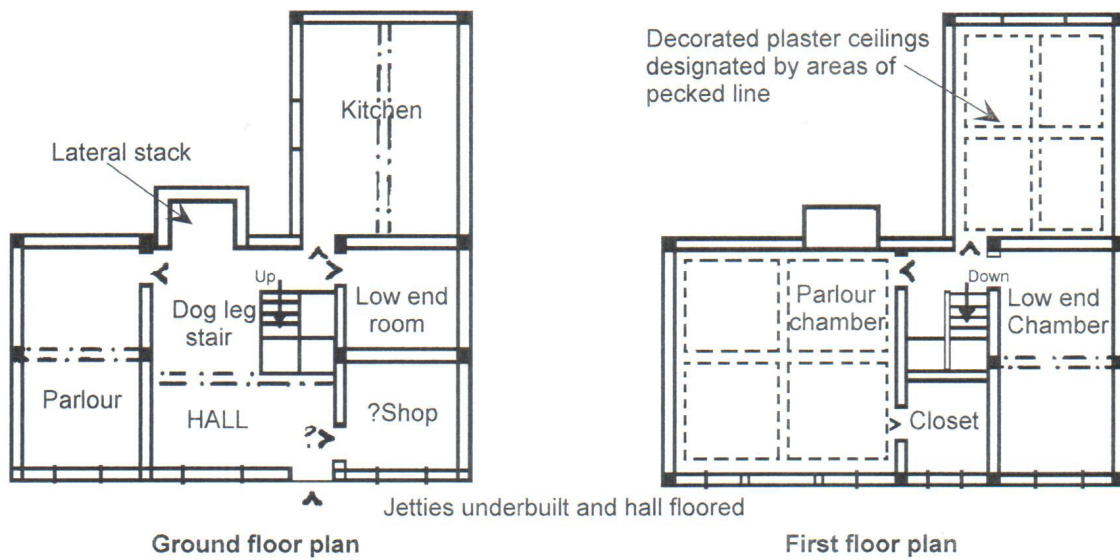 Kitchen
Lateral stack
Up
Dog leg
stair
Low end
room
Parlour
HALL
?
?Shop
Decorated plaster ceilings
designated by areas of
pecked line
Parlour
chamber
Down
Low end
Chamber
Closet
Jetties underbuilt and hall floored
Ground floor plan
First floor plan